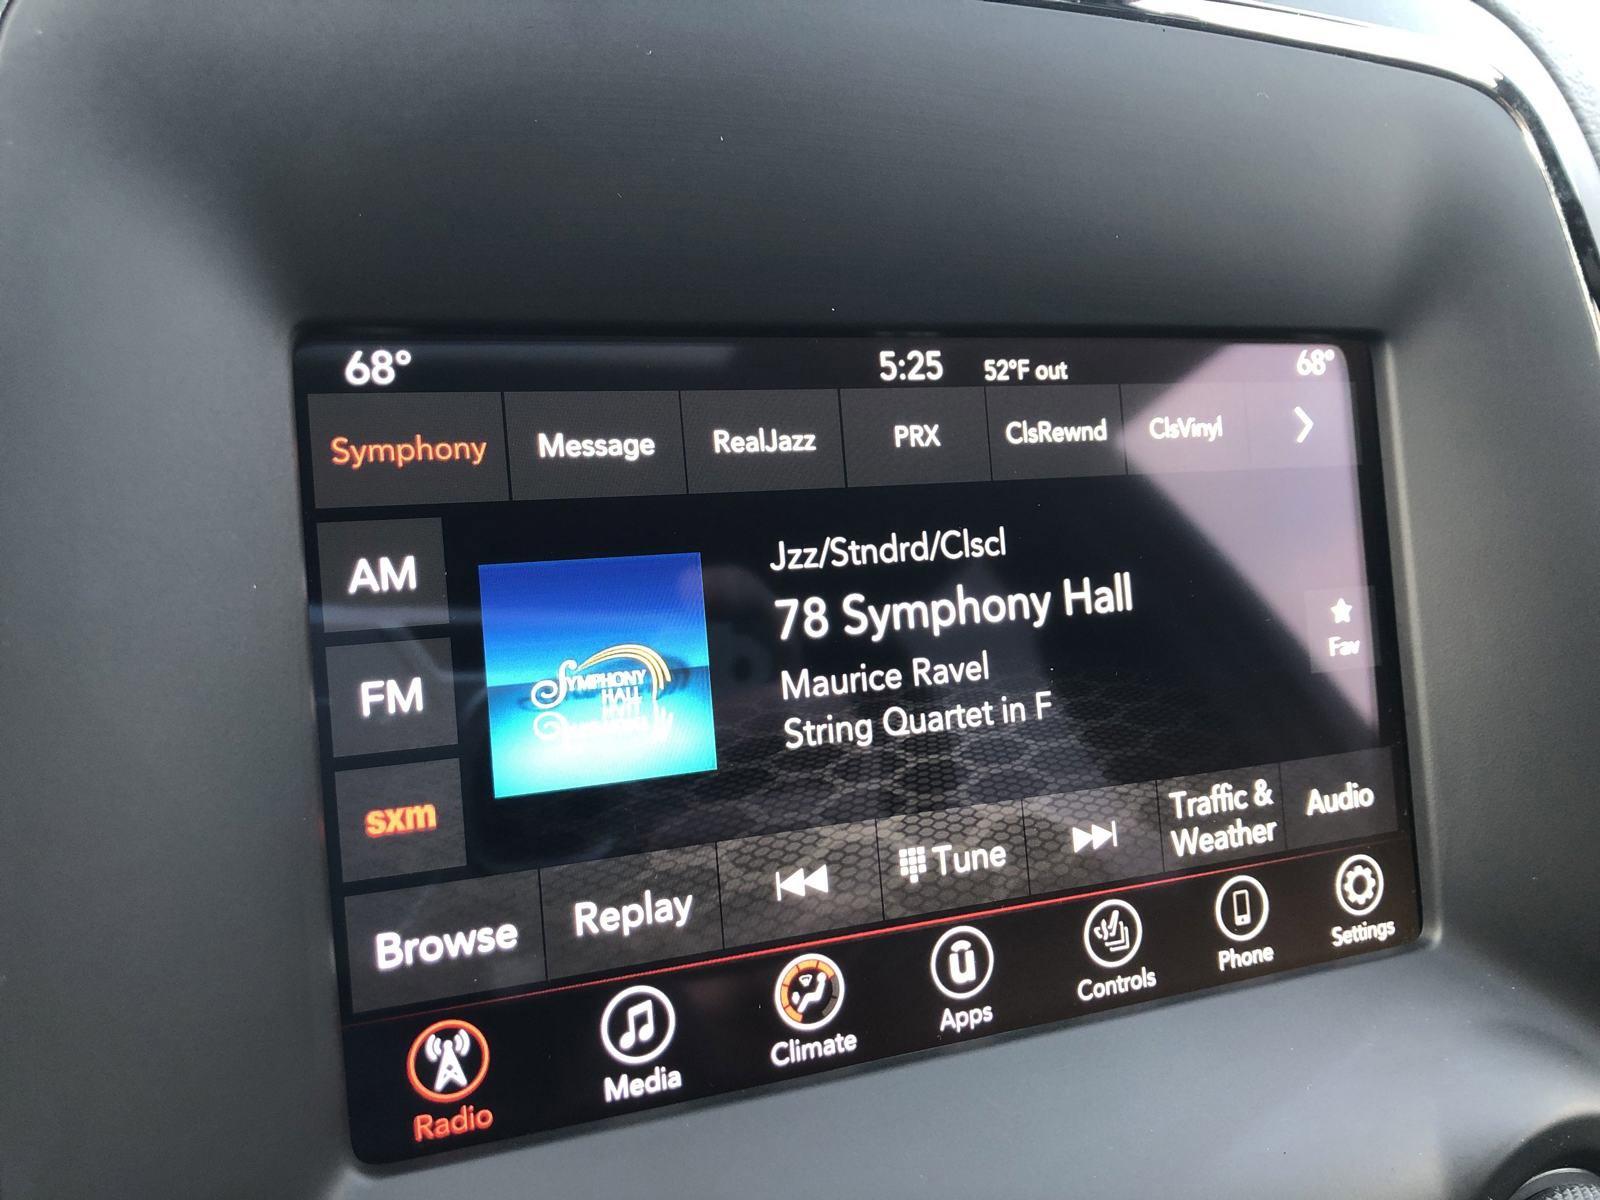 68°
5:25
52°F out
68°
Symphony
Message
RealJazz
PRX
ClsRewnd
ClsVinyl
AM
FM
sxm
SYMPHONY
HALL
Jzz/Stndrd/Clscl
78 Symphony Hall
Maurice Ravel
String Quartet in F
Fav
Browse
Replay
Tune
Traffic &
Weather
Audio
Radio
Media
Climate
Apps
Controls
Phone
Settings